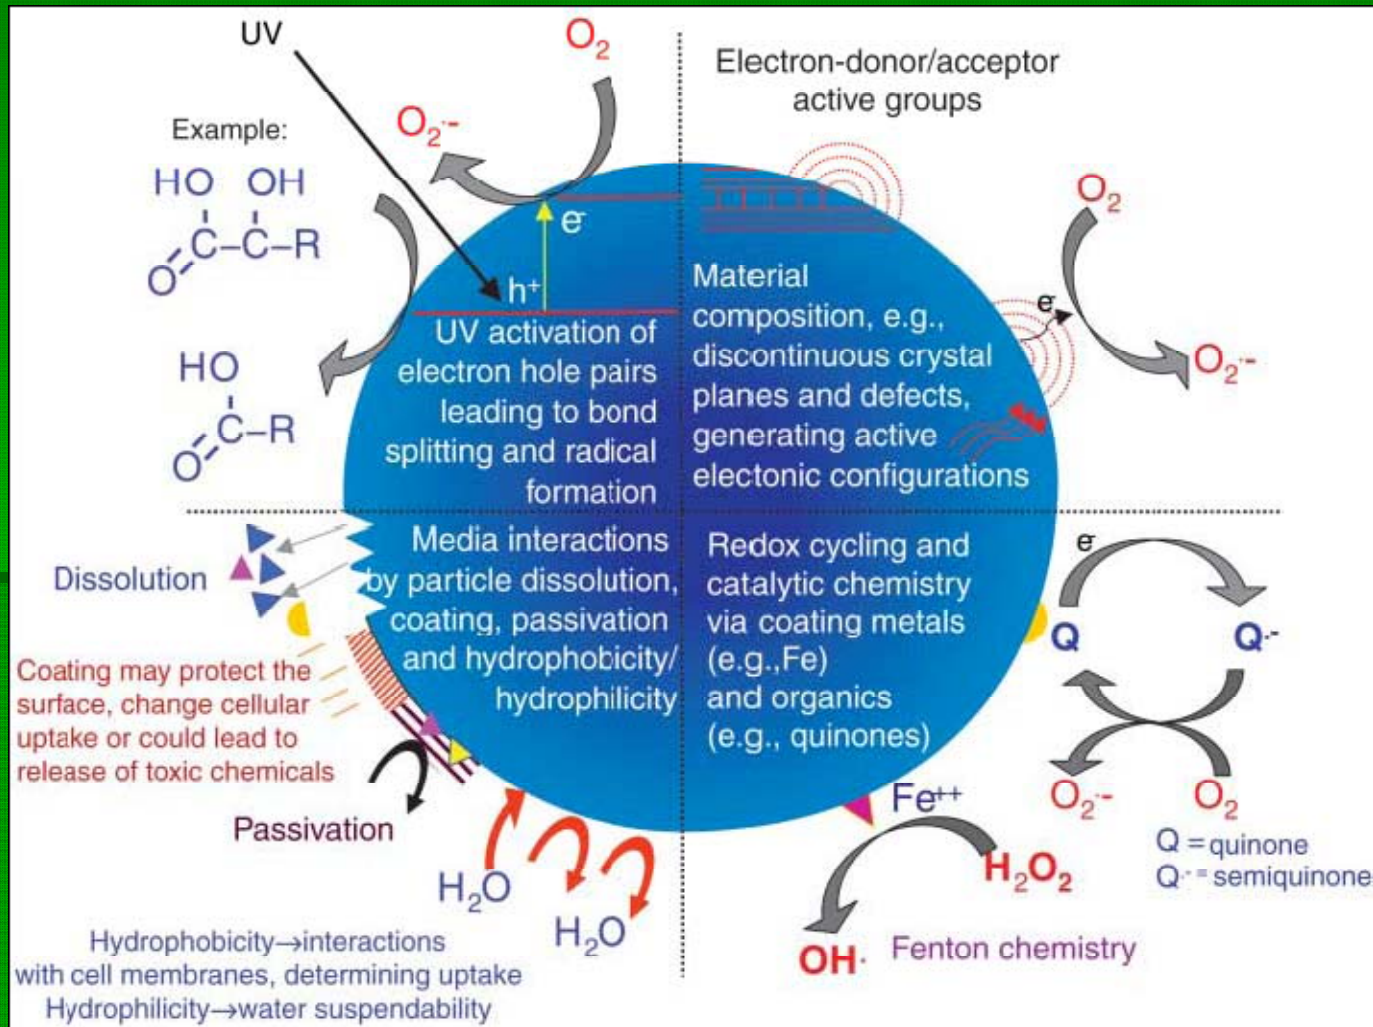 UV
O₂
O₂·-
Example:
HO OH
C–C–R
O
HO
C–R
O
e-
h⁺
UV activation of
electron hole pairs
leading to bond
splitting and radical
formation
Electron-donor/acceptor
active groups
Material
composition, e.g.,
discontinuous crystal
planes and defects,
generating active
electonic configurations
O₂
e-
O₂·-
Dissolution
Media interactions
by particle dissolution,
coating, passivation
and hydrophobicity/
hydrophilicity
Coating may protect the
surface, change cellular
uptake or could lead to
release of toxic chemicals
Passivation
H₂O
H₂O
Hydrophobicity→interactions
with cell membranes, determining uptake
Hydrophilicity→water suspendability
Redox cycling and
catalytic chemistry
via coating metals
(e.g.,Fe)
and organics
(e.g., quinones)
e-
Q
Q·-
O₂·-
O₂
Q = quinone
Q·- = semiquinone
Fe⁺⁺
H₂O₂
OH·
Fenton chemistry